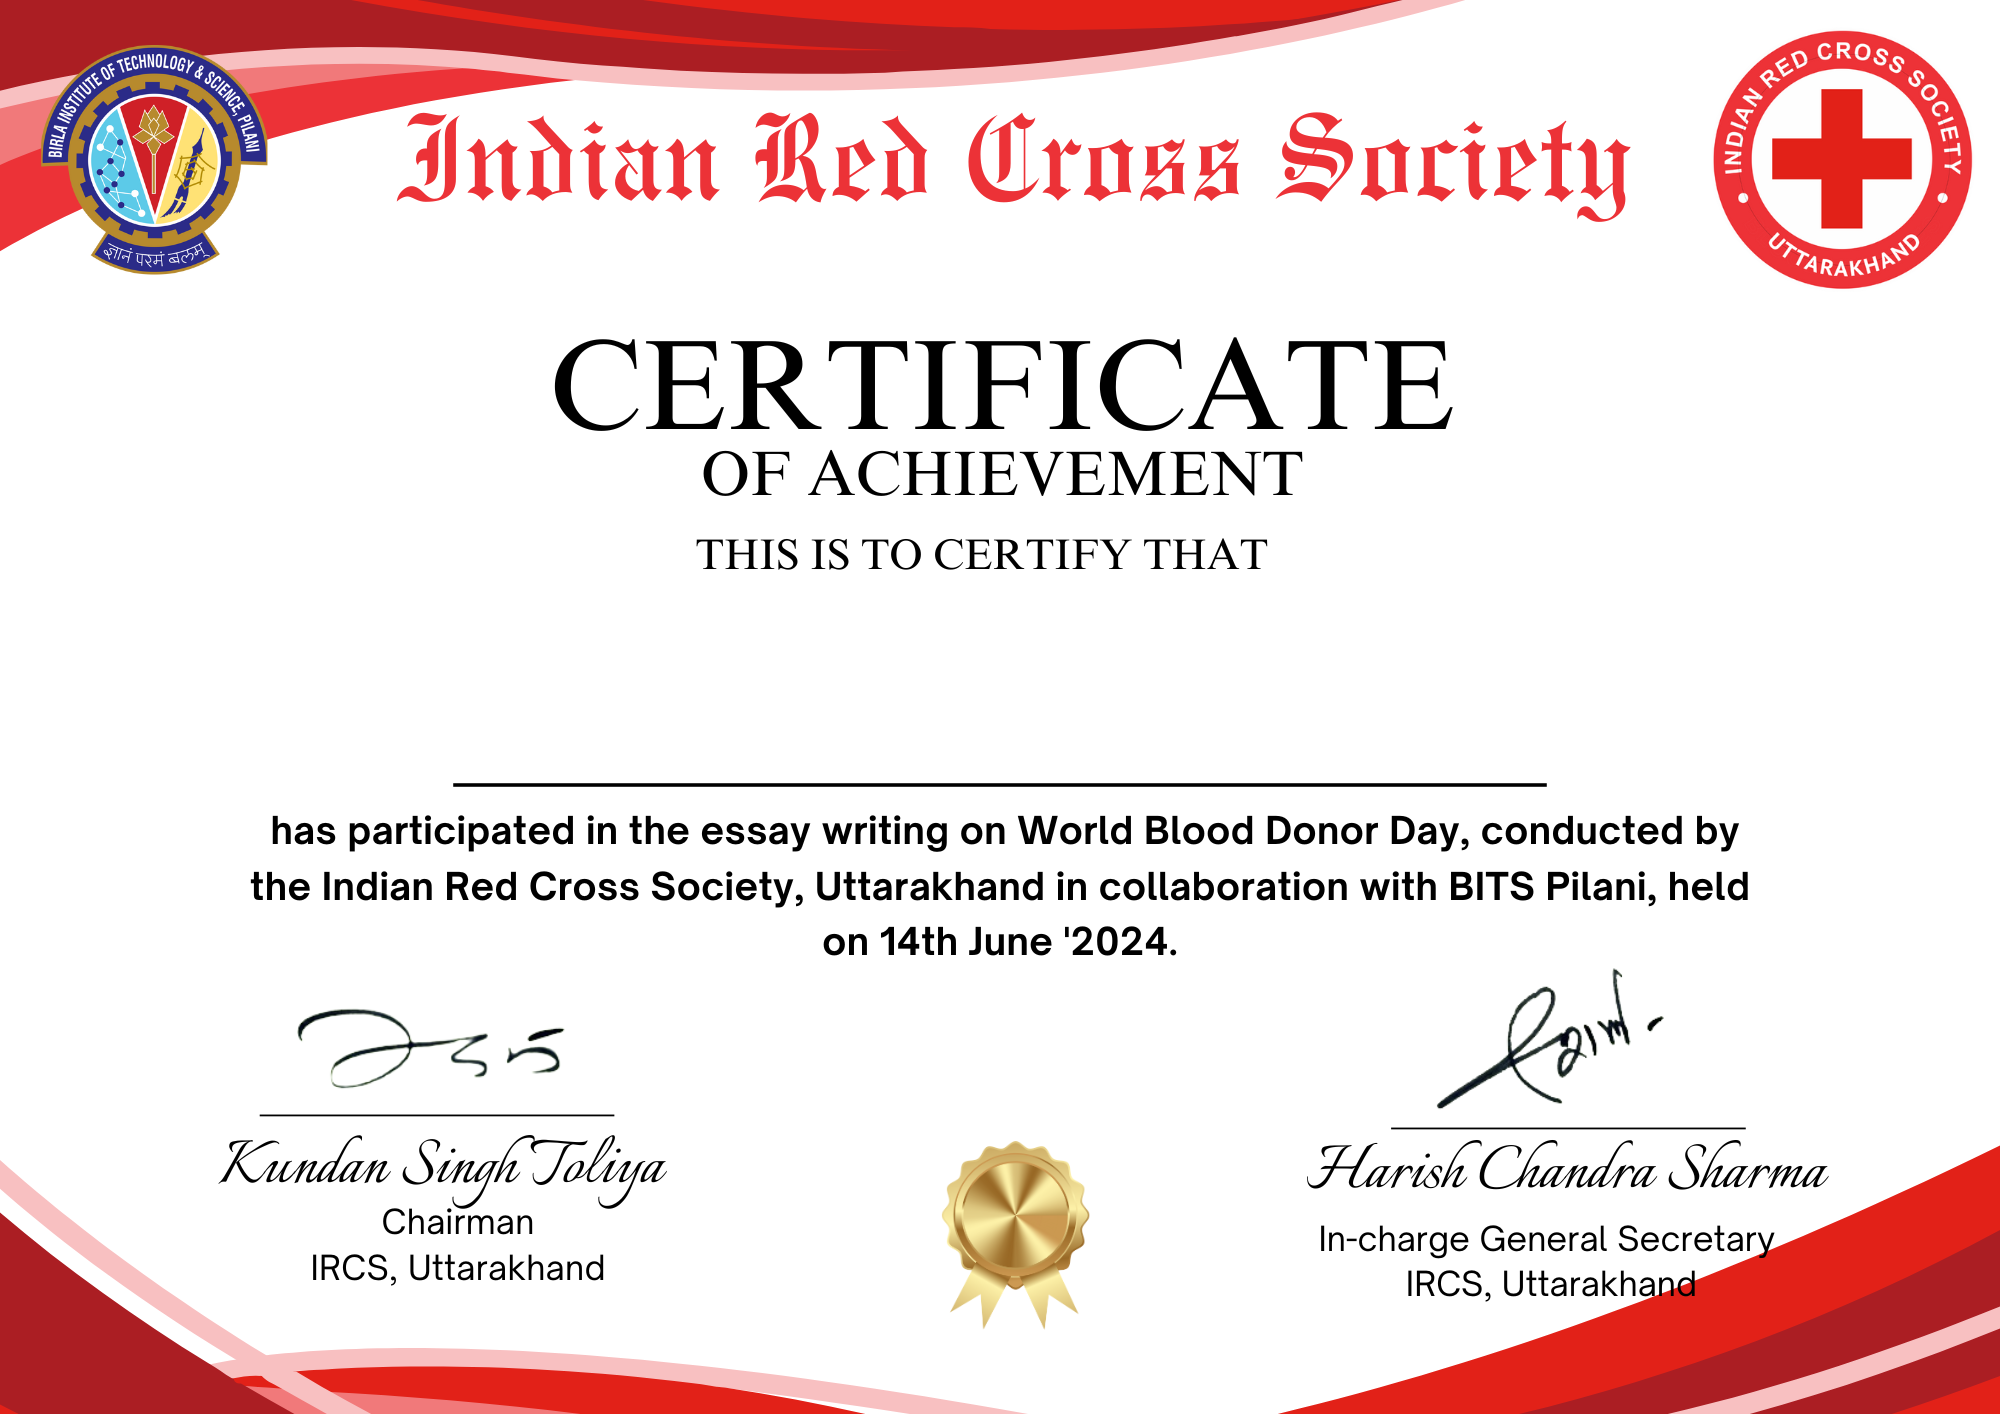 BIRLA INSTITUTE OF TECHNOLOGY & SCIENCE, PILANI
ज्ञानं परमं बलम्
Indian Red Cross Society
INDIAN RED CROSS SOCIETY
UTTARAKHAND
CERTIFICATE
OF ACHIEVEMENT
THIS IS TO CERTIFY THAT
has participated in the essay writing on World Blood Donor Day, conducted by
the Indian Red Cross Society, Uttarakhand in collaboration with BITS Pilani, held
on 14th June '2024.
Kundan Singh Toliya
Chairman
IRCS, Uttarakhand
Harish Chandra Sharma
In-charge General Secretary
IRCS, Uttarakhand